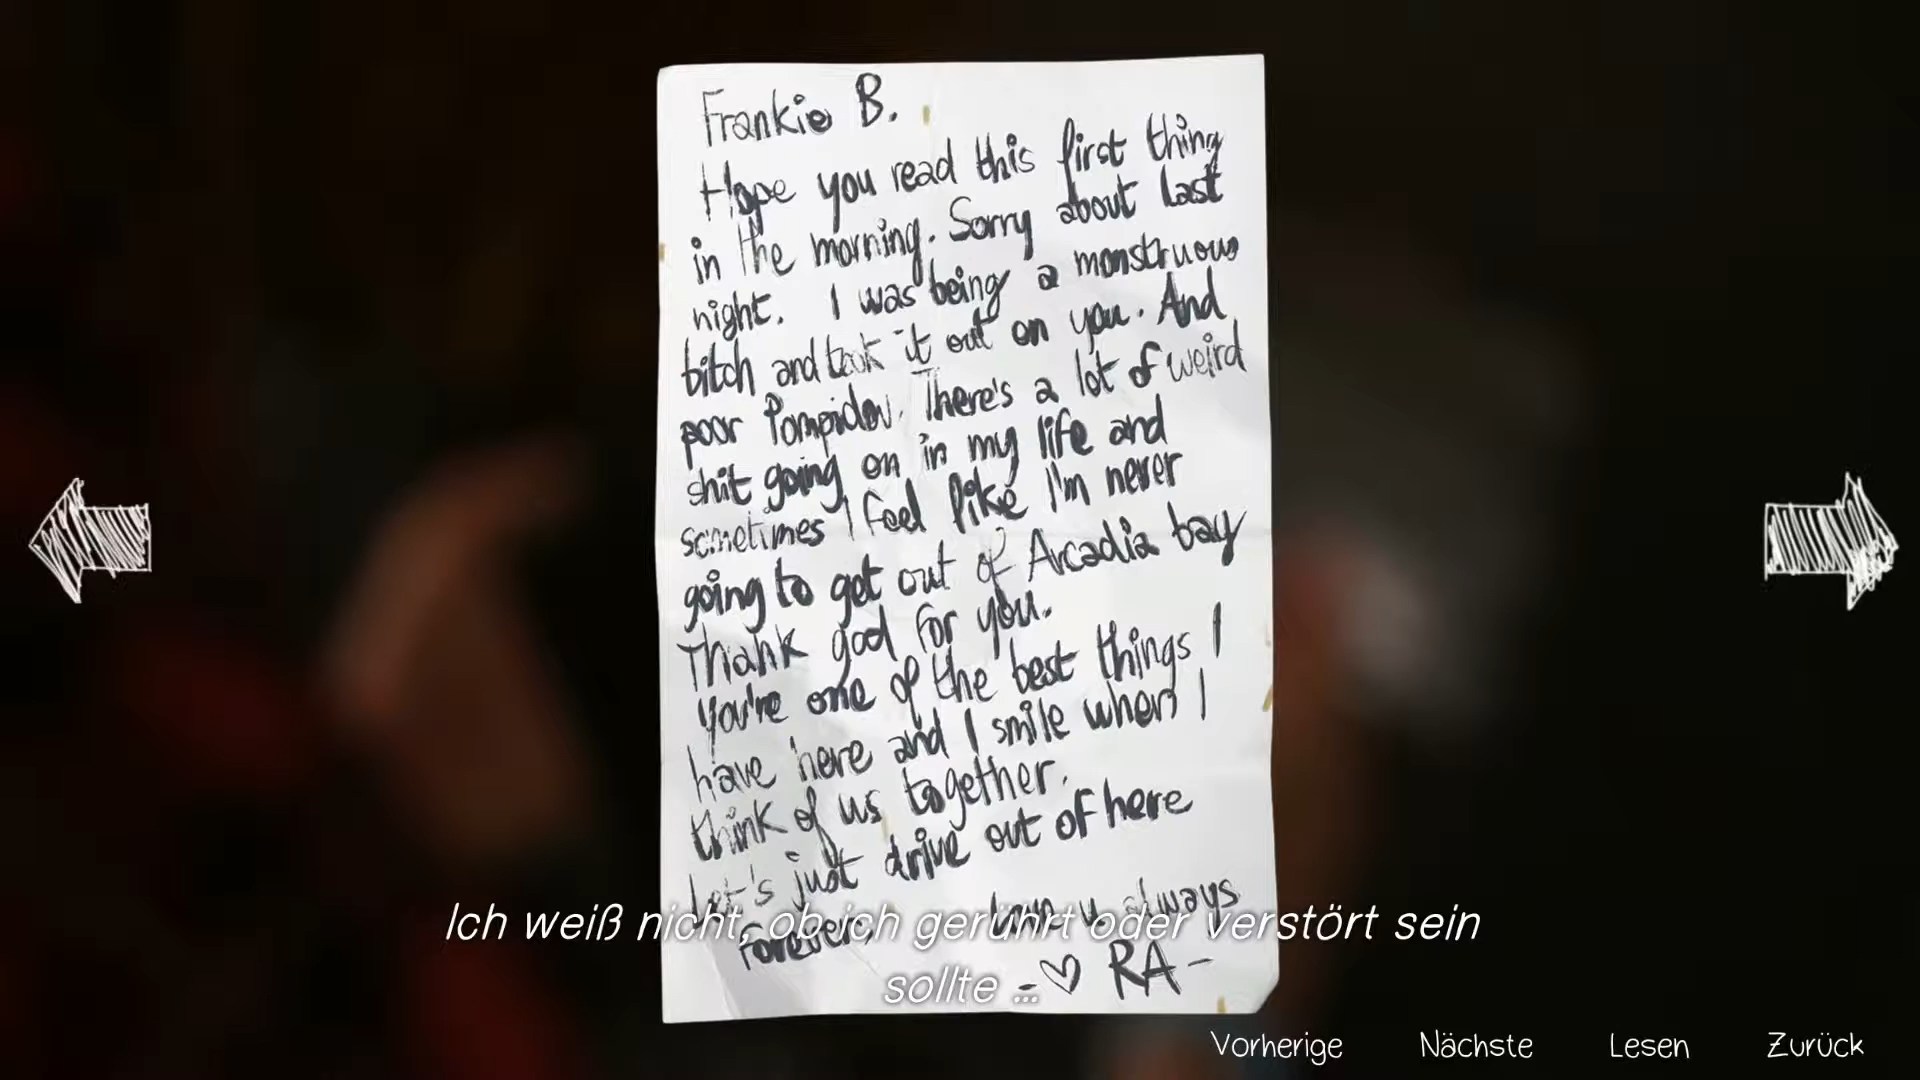 Frankie B.
Hope you read this first thing
in the morning. Sorry about last
night. I was being a monstruous
bitch and took it out on you. And
poor Pompidou. There's a lot of weird
shit going on in my life and
sometimes I feel like I'm never
going to get out of Arcadia bay
Thank god for you.
You're one of the best things I
have here and I smile when I
think of us together.
Let's just drive out of here
forever. love u always
♡ RA -
Ich weiß nicht, ob ich gerührt oder verstört sein
sollte ...
Vorherige Nächste Lesen Zurück